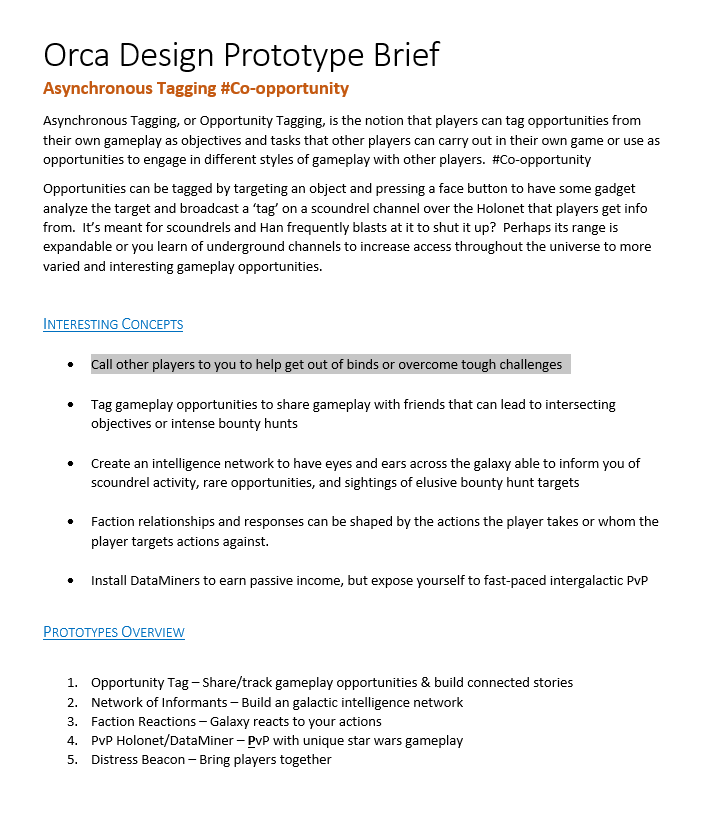 Orca Design Prototype Brief
Asynchronous Tagging #Co-opportunity
Asynchronous Tagging, or Opportunity Tagging, is the notion that players can tag opportunities from
their own gameplay as objectives and tasks that other players can carry out in their own game or use as
opportunities to engage in different styles of gameplay with other players.  #Co-opportunity
Opportunities can be tagged by targeting an object and pressing a face button to have some gadget
analyze the target and broadcast a ‘tag’ on a scoundrel channel over the Holonet that players get info
from.  It’s meant for scoundrels and Han frequently blasts at it to shut it up?  Perhaps its range is
expandable or you learn of underground channels to increase access throughout the universe to more
varied and interesting gameplay opportunities.
INTERESTING CONCEPTS
• Call other players to you to help get out of binds or overcome tough challenges
• Tag gameplay opportunities to share gameplay with friends that can lead to intersecting
objectives or intense bounty hunts
• Create an intelligence network to have eyes and ears across the galaxy able to inform you of
scoundrel activity, rare opportunities, and sightings of elusive bounty hunt targets
• Faction relationships and responses can be shaped by the actions the player takes or whom the
player targets actions against.
• Install DataMiners to earn passive income, but expose yourself to fast-paced intergalactic PvP
PROTOTYPES OVERVIEW
1. Opportunity Tag – Share/track gameplay opportunities & build connected stories
2. Network of Informants – Build an galactic intelligence network
3. Faction Reactions – Galaxy reacts to your actions
4. PvP Holonet/DataMiner – PvP with unique star wars gameplay
5. Distress Beacon – Bring players together